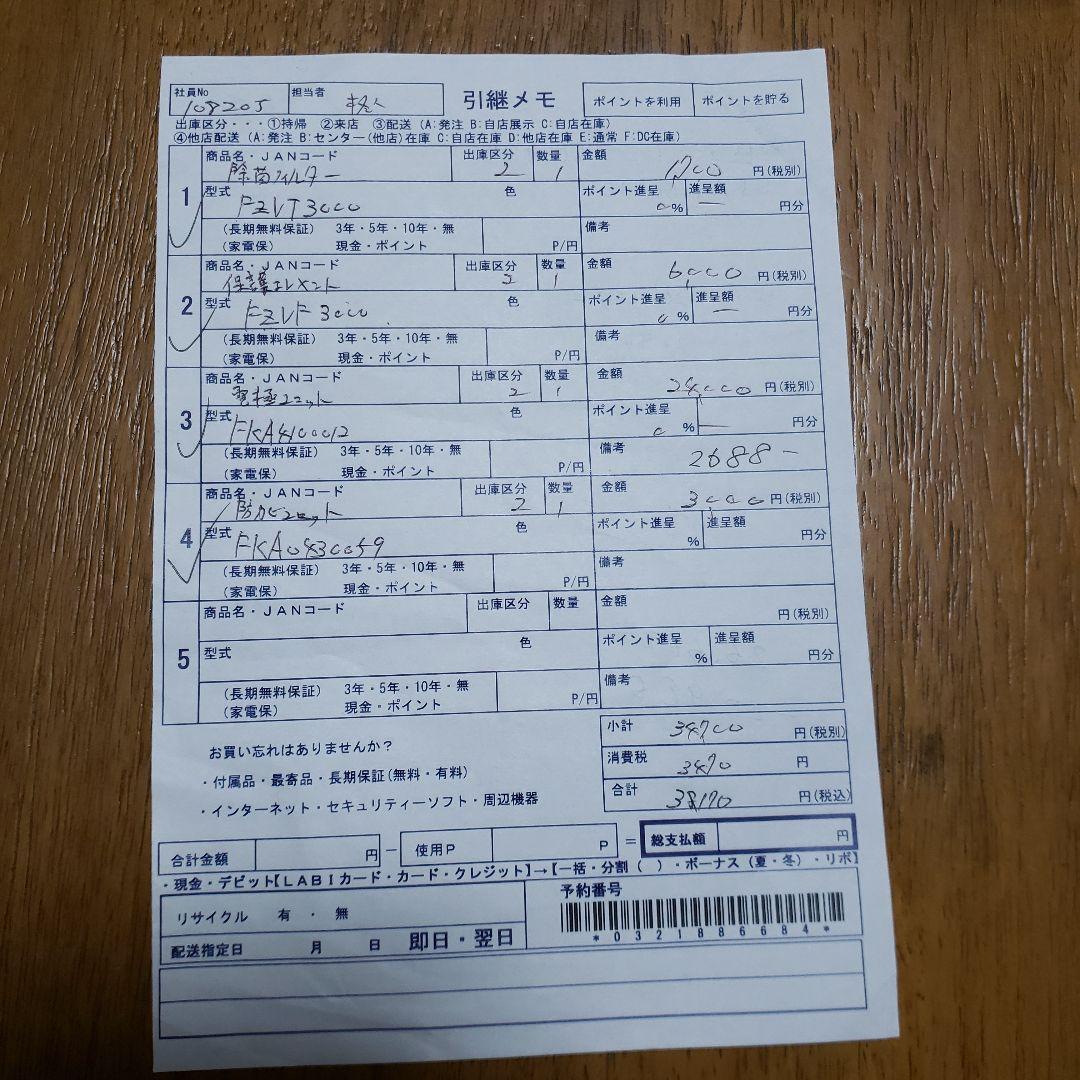 社員No 108205 担当者 引継メモ ポイントを利用 ポイントを貯る
出庫区分・・・①持帰 ②来店 ③配送(A:発注 B:自店展示 C:自店在庫)
④他店配送(A:発注 B:センター(他店)在庫 C:自店在庫 D:他店在庫 E:通常 F:DC在庫)
1 商品名・JANコード 除菌フィルター 出庫区分 2 数量 1 金額 1700 円(税別)
型式 FZVT3000 色 ポイント進呈 0% 進呈額 ー 円分
(長期無料保証) 3年・5年・10年・無 備考
(家電保) 現金・ポイント P/円
2 商品名・JANコード 保護エレメント 出庫区分 2 数量 1 金額 6000 円(税別)
型式 FZVF3000 色 ポイント進呈 0% 進呈額 ー 円分
(長期無料保証) 3年・5年・10年・無 備考
(家電保) 現金・ポイント P/円
3 商品名・JANコード 電極ユニット 出庫区分 2 数量 1 金額 24000 円(税別)
型式 FKA4100012 色 ポイント進呈 0% ー 円分
(長期無料保証) 3年・5年・10年・無 備考 2688-
(家電保) 現金・ポイント P/円
4 商品名・JANコード 防カビユニット 出庫区分 2 数量 1 金額 3000 円(税別)
型式 FKA0430059 色 ポイント進呈 % 進呈額 円分
(長期無料保証) 3年・5年・10年・無 備考
(家電保) 現金・ポイント P/円
5 商品名・JANコード 出庫区分 数量 金額 円(税別)
型式 色 ポイント進呈 % 進呈額 円分
(長期無料保証) 3年・5年・10年・無 備考
(家電保) 現金・ポイント P/円
小計 34700 円(税別)
お買い忘れはありませんか?
消費税 3470 円
・付属品・最寄品・長期保証(無料・有料)
合計 38170 円(税込)
・インターネット・セキュリティーソフト・周辺機器
合計金額 円 － 使用P P ＝ 総支払額 円
・現金・デビット【LABIカード・カード・クレジット】→【一括・分割( )・ボーナス(夏・冬)・リボ】
リサイクル 有 ・ 無 予約番号
配送指定日 月 日 即日・翌日 *0321886684*